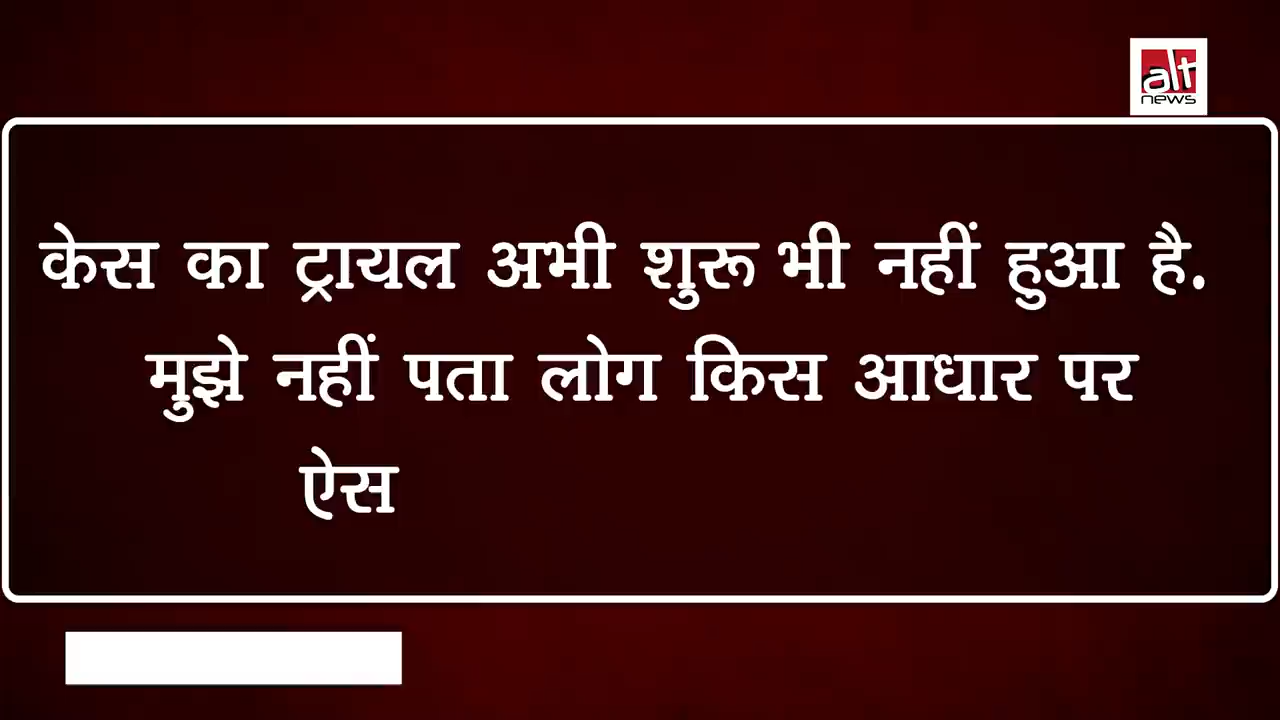 alt
news
केस का ट्रायल अभी शुरू भी नहीं हुआ है.
मुझे नहीं पता लोग किस आधार पर
ऐस